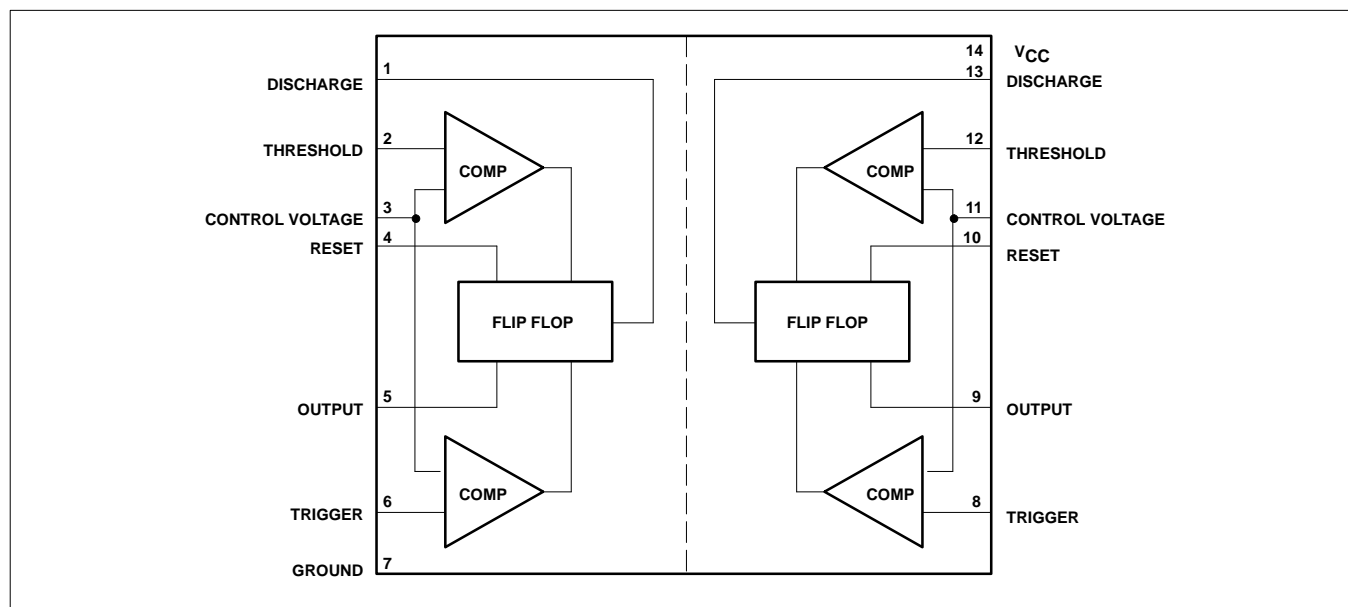 1
DISCHARGE
2
THRESHOLD
COMP
3
CONTROL VOLTAGE
4
RESET
FLIP FLOP
5
OUTPUT
COMP
6
TRIGGER
7
GROUND
14 VCC
13
DISCHARGE
12
THRESHOLD
COMP
11
CONTROL VOLTAGE
10
RESET
FLIP FLOP
9
OUTPUT
COMP
8
TRIGGER